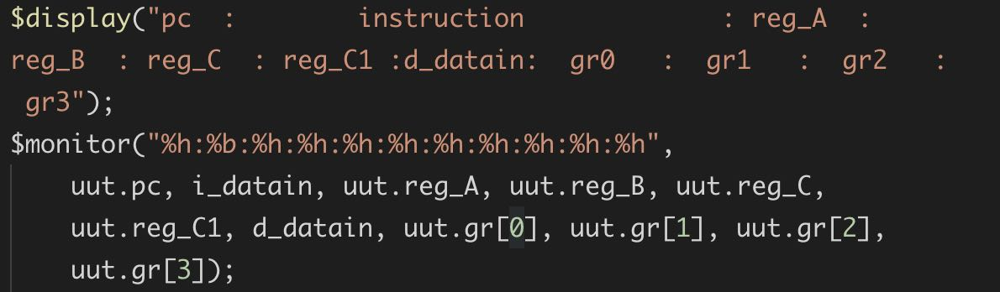 $display("pc  :         instruction             : reg_A  :
reg_B  : reg_C  : reg_C1 :d_datain:  gr0   :  gr1   :  gr2   :
 gr3");
$monitor("%h:%b:%h:%h:%h:%h:%h:%h:%h:%h:%h",
    uut.pc, i_datain, uut.reg_A, uut.reg_B, uut.reg_C,
    uut.reg_C1, d_datain, uut.gr[0], uut.gr[1], uut.gr[2],
    uut.gr[3]);